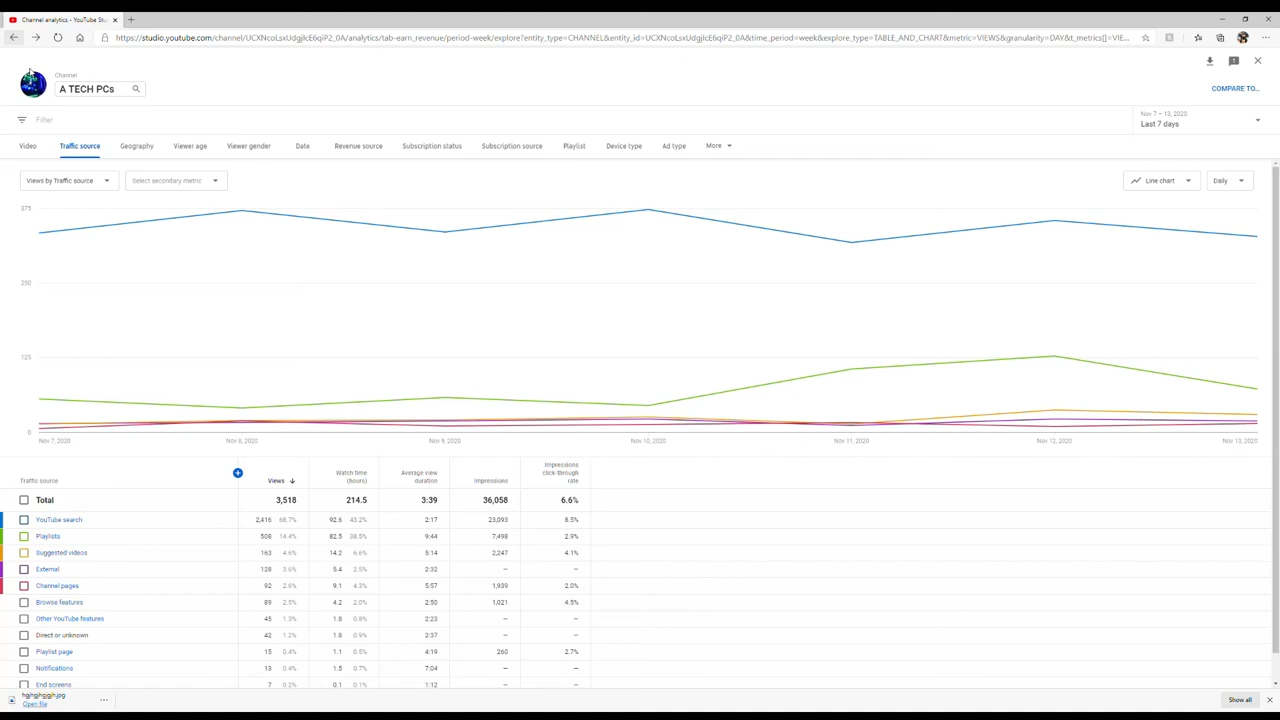 Channel analytics - YouTube Stu
https://studio.youtube.com/channel/UCXNcoLsxUdgjlcE6qiP2_0A/analytics/tab-earn_revenue/period-week/explore?entity_type=CHANNEL&entity_id=UCXNcoLsxUdgjlcE6qiP2_0A&time_period=week&explore_type=TABLE_AND_CHART&metric=VIEWS&granularity=DAY&t_metrics[]=VIE...
Channel
A TECH PCs
COMPARE TO...
Filter
Nov 7 – 13, 2020
Last 7 days
Video Traffic source Geography Viewer age Viewer gender Date Revenue source Subscription status Subscription source Playlist Device type Ad type More
Views by Traffic source Select secondary metric Line chart Daily
375
250
125
0
Nov 7, 2020 Nov 8, 2020 Nov 9, 2020 Nov 10, 2020 Nov 11, 2020 Nov 12, 2020 Nov 13, 2020
Traffic source Views Watch time (hours) Average view duration Impressions Impressions click-through rate
Total 3,518 214.5 3:39 36,058 6.6%
YouTube search 2,416 68.7% 92.6 43.2% 2:17 23,093 8.5%
Playlists 508 14.4% 82.5 38.5% 9:44 7,498 2.9%
Suggested videos 163 4.6% 14.2 6.6% 5:14 2,247 4.1%
External 128 3.6% 5.4 2.5% 2:32 – –
Channel pages 92 2.6% 9.1 4.3% 5:57 1,939 2.0%
Browse features 89 2.5% 4.2 2.0% 2:50 1,021 4.5%
Other YouTube features 45 1.3% 1.8 0.8% 2:23 – –
Direct or unknown 42 1.2% 1.8 0.9% 2:37 – –
Playlist page 15 0.4% 1.1 0.5% 4:19 260 2.7%
Notifications 13 0.4% 1.5 0.7% 7:04 – –
End screens 7 0.2% 0.1 0.1% 1:12 – –
Open file
Show all